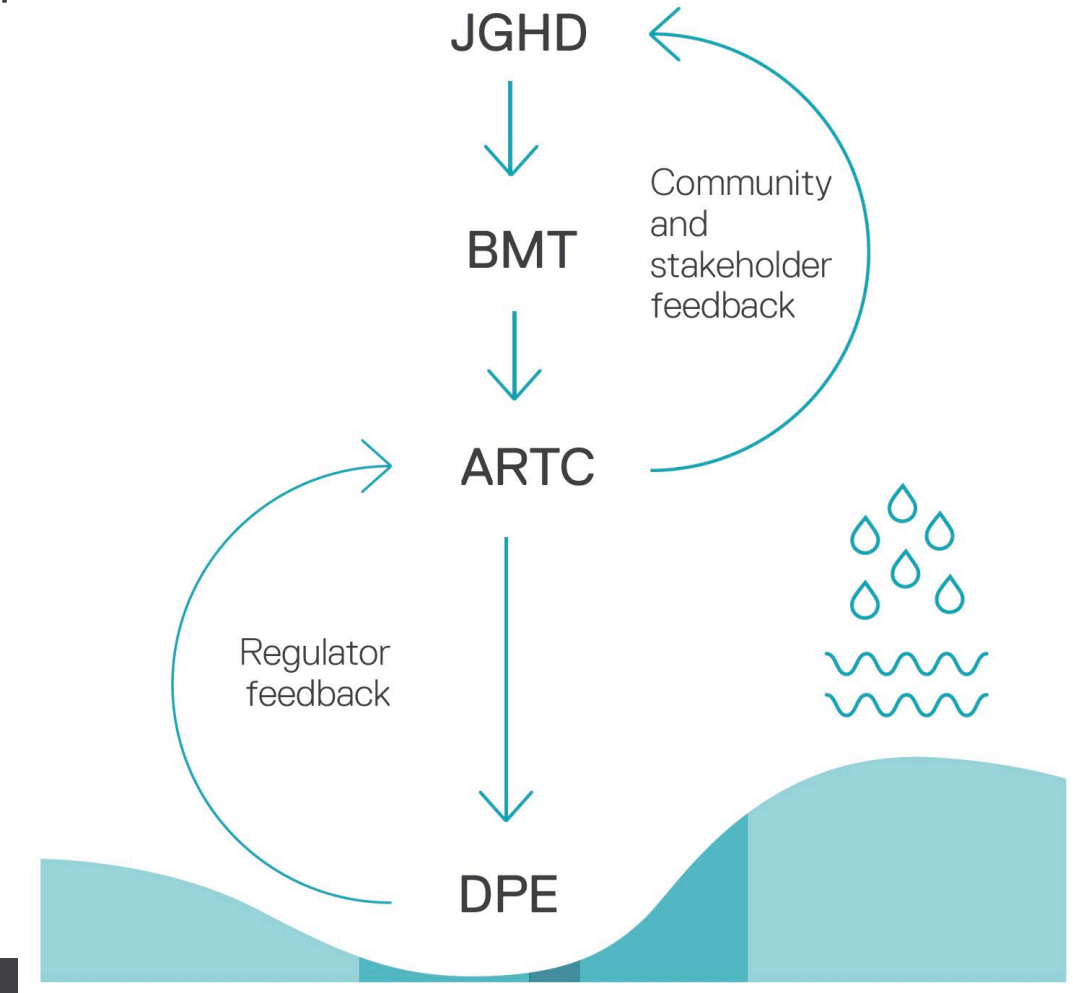 JGHD
Community
and
stakeholder
feedback
BMT
ARTC
Regulator
feedback
DPE